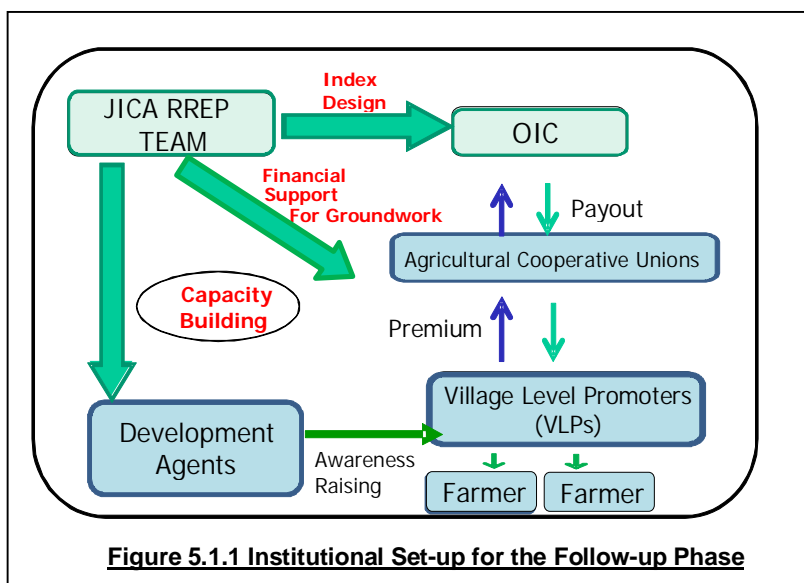 Index
Design
JICA RREP
TEAM
OIC
Financial
Support
For Groundwork
Payout
Agricultural Cooperative Unions
Capacity
Building
Premium
Village Level Promoters
(VLPs)
Development
Agents
Awareness
Raising
Farmer
Farmer
Figure 5.1.1 Institutional Set-up for the Follow-up Phase